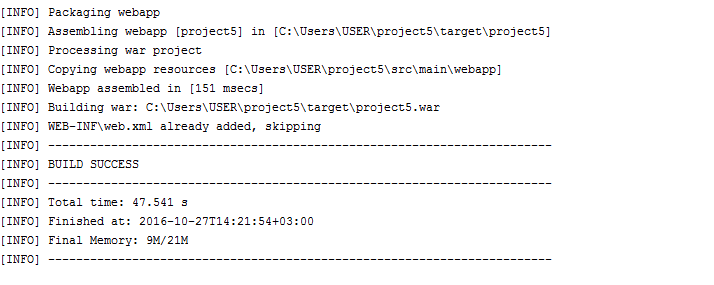 [INFO] Packaging webapp
[INFO] Assembling webapp [project5] in [C:\Users\USER\project5\target\project5]
[INFO] Processing war project
[INFO] Copying webapp resources [C:\Users\USER\project5\src\main\webapp]
[INFO] Webapp assembled in [151 msecs]
[INFO] Building war: C:\Users\USER\project5\target\project5.war
[INFO] WEB-INF\web.xml already added, skipping
[INFO] ------------------------------------------------------------------------
[INFO] BUILD SUCCESS
[INFO] ------------------------------------------------------------------------
[INFO] Total time: 47.541 s
[INFO] Finished at: 2016-10-27T14:21:54+03:00
[INFO] Final Memory: 9M/21M
[INFO] ------------------------------------------------------------------------